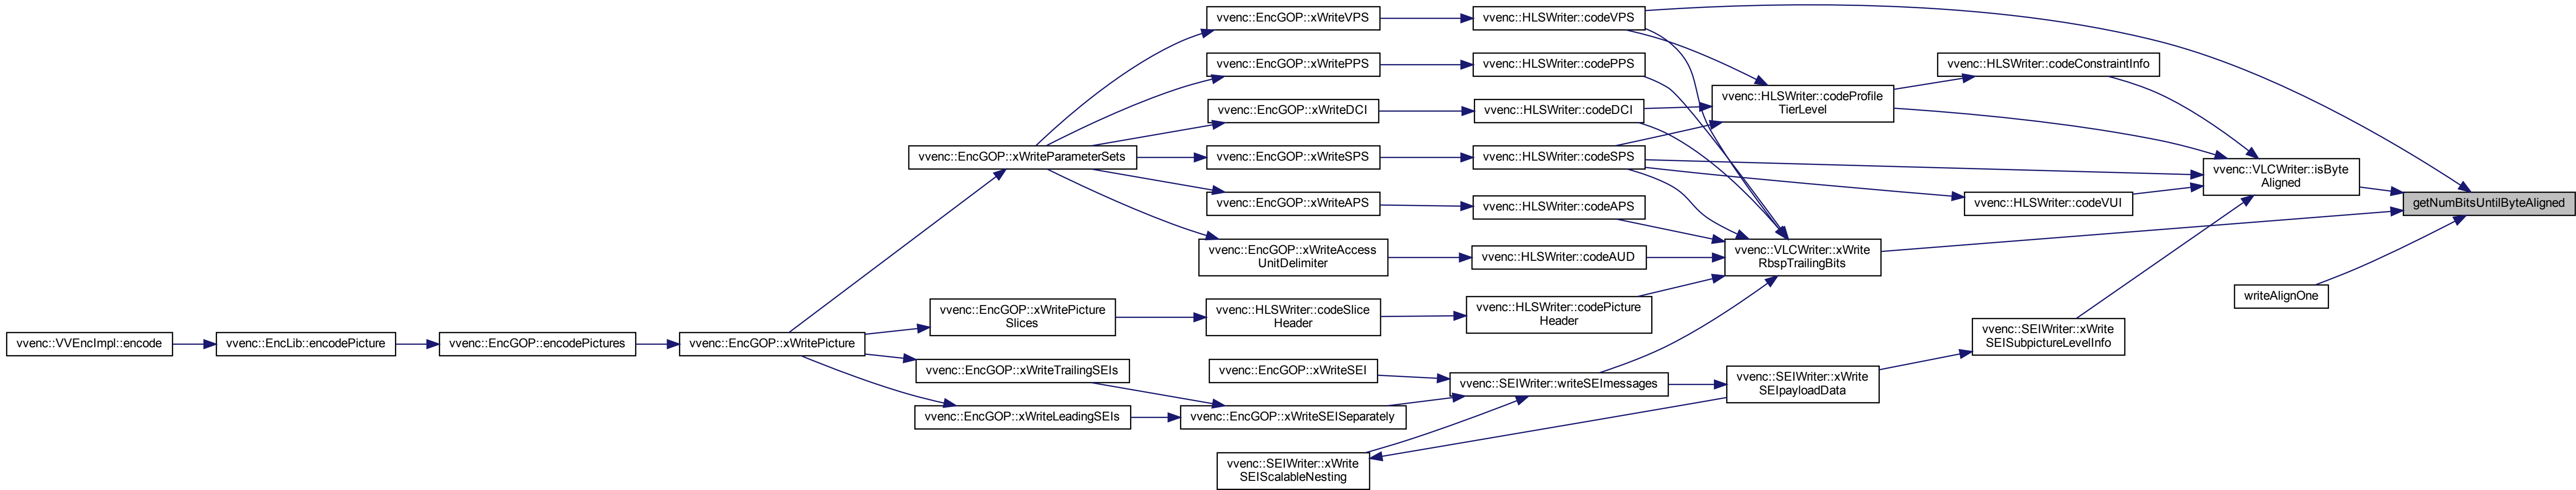 vvenc::VVEncImpl::encode
vvenc::EncLib::encodePicture
vvenc::EncGOP::encodePictures
vvenc::EncGOP::xWritePicture
vvenc::EncGOP::xWriteParameterSets
vvenc::EncGOP::xWritePicture
Slices
vvenc::EncGOP::xWriteTrailingSEIs
vvenc::EncGOP::xWriteLeadingSEIs
vvenc::EncGOP::xWriteVPS
vvenc::EncGOP::xWritePPS
vvenc::EncGOP::xWriteDCI
vvenc::EncGOP::xWriteSPS
vvenc::EncGOP::xWriteAPS
vvenc::EncGOP::xWriteAccess
UnitDelimiter
vvenc::HLSWriter::codeSlice
Header
vvenc::EncGOP::xWriteSEI
vvenc::EncGOP::xWriteSEISeparately
vvenc::SEIWriter::xWrite
SEIScalableNesting
vvenc::HLSWriter::codeVPS
vvenc::HLSWriter::codePPS
vvenc::HLSWriter::codeDCI
vvenc::HLSWriter::codeSPS
vvenc::HLSWriter::codeAPS
vvenc::HLSWriter::codeAUD
vvenc::HLSWriter::codePicture
Header
vvenc::SEIWriter::writeSEImessages
vvenc::HLSWriter::codeProfile
TierLevel
vvenc::VLCWriter::xWrite
RbspTrailingBits
vvenc::SEIWriter::xWrite
SEIpayloadData
vvenc::HLSWriter::codeConstraintInfo
vvenc::HLSWriter::codeVUI
vvenc::SEIWriter::xWrite
SEISubpictureLevelInfo
vvenc::VLCWriter::isByte
Aligned
writeAlignOne
getNumBitsUntilByteAligned